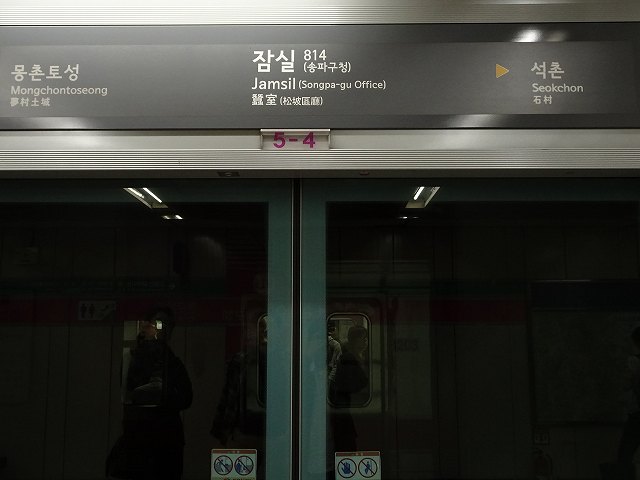 몽촌토성
Mongchontoseong
夢村土城
잠실 814 (송파구청)
Jamsil (Songpa-gu Office)
蠶室 (松坡區廳)
석촌
Seokchon
石村
5-4